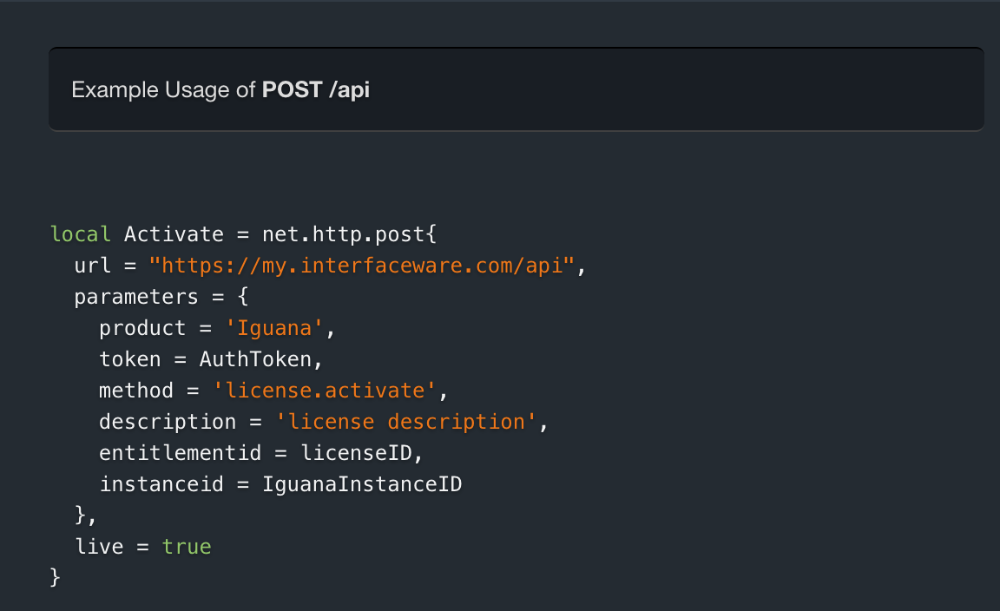 Example Usage of POST /api
local Activate = net.http.post{
  url = "https://my.interfaceware.com/api",
  parameters = {
    product = 'Iguana',
    token = AuthToken,
    method = 'license.activate',
    description = 'license description',
    entitlementid = licenseID,
    instanceid = IguanaInstanceID
  },
  live = true
}